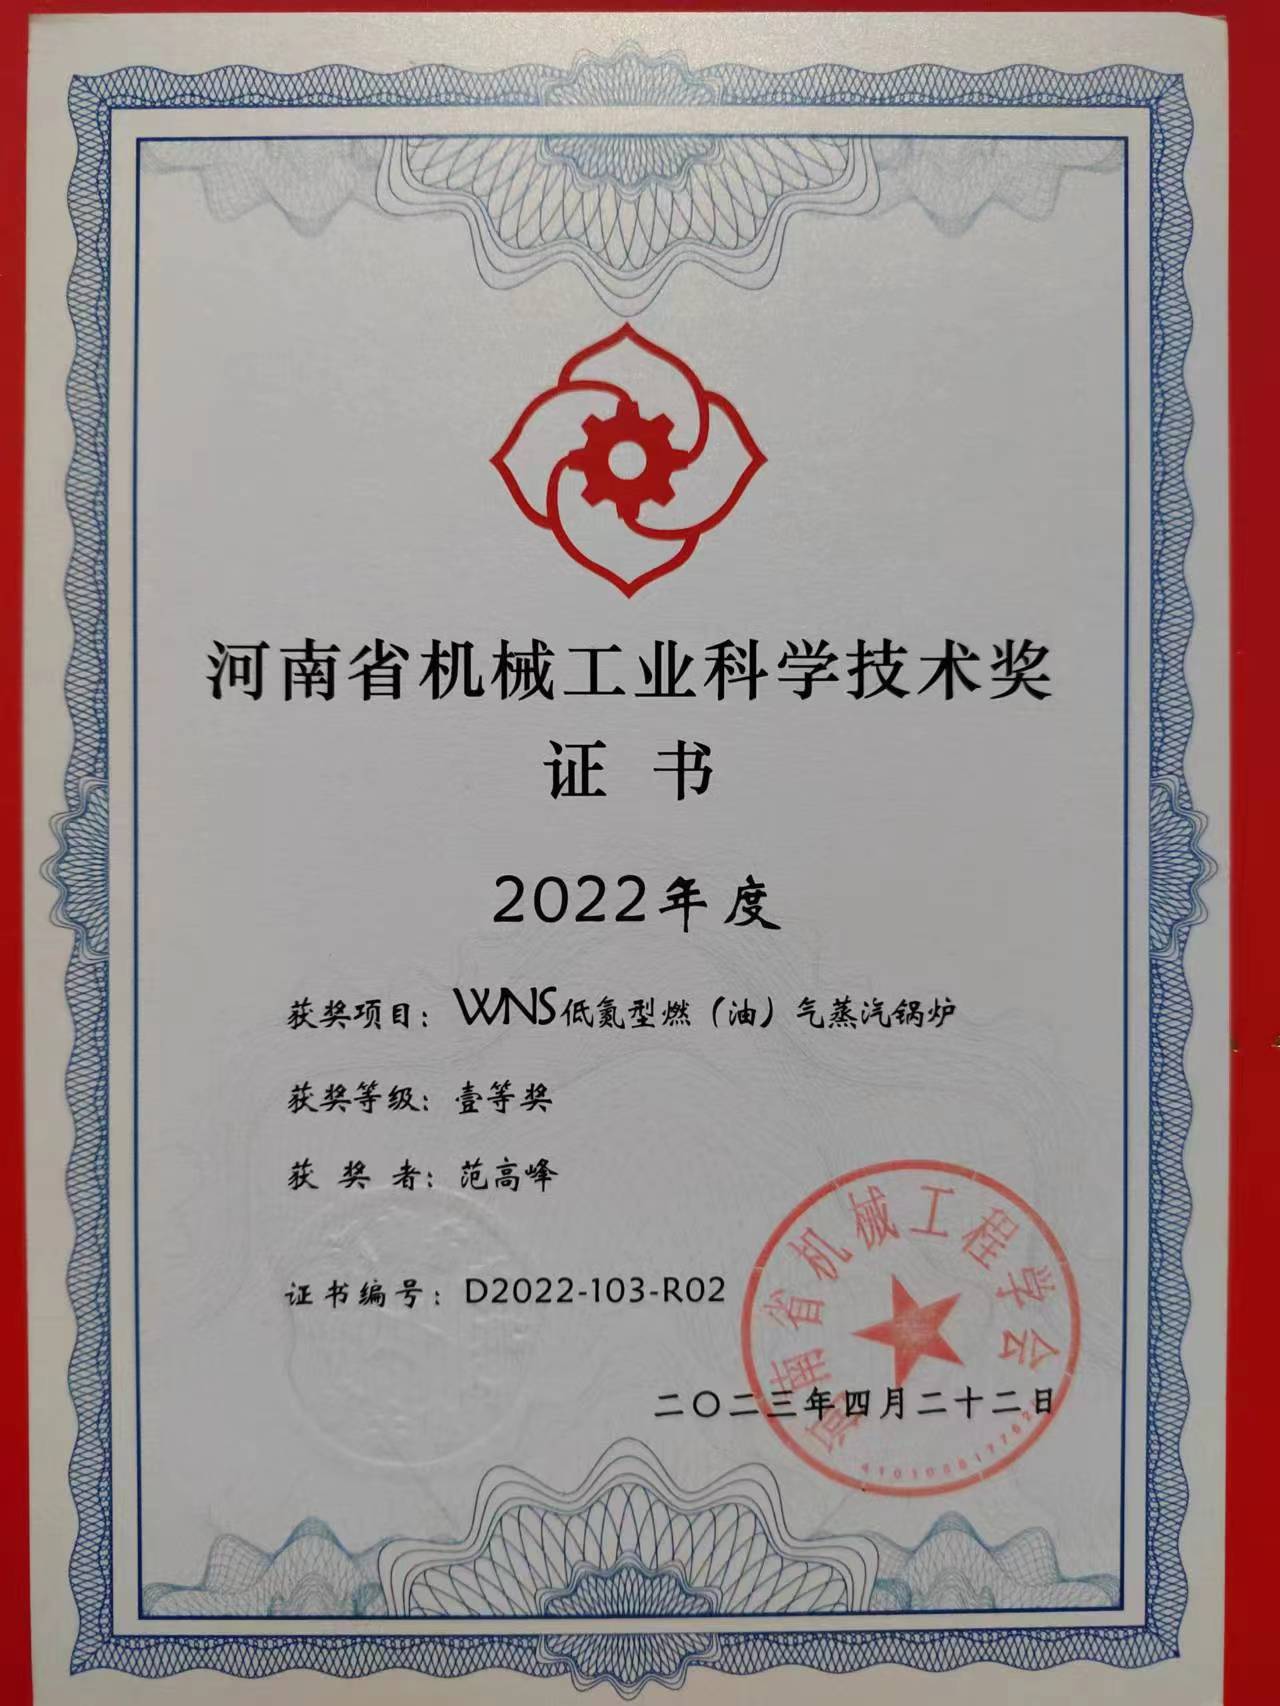 河南省机械工业科学技术奖
证书
2022年度
获奖项目：WNS低氮型燃（油）气蒸汽锅炉
获奖等级：壹等奖
获奖者：范高峰
证书编号：D2022-103-R02
河南省机械工程学会
二〇二三年四月二十二日